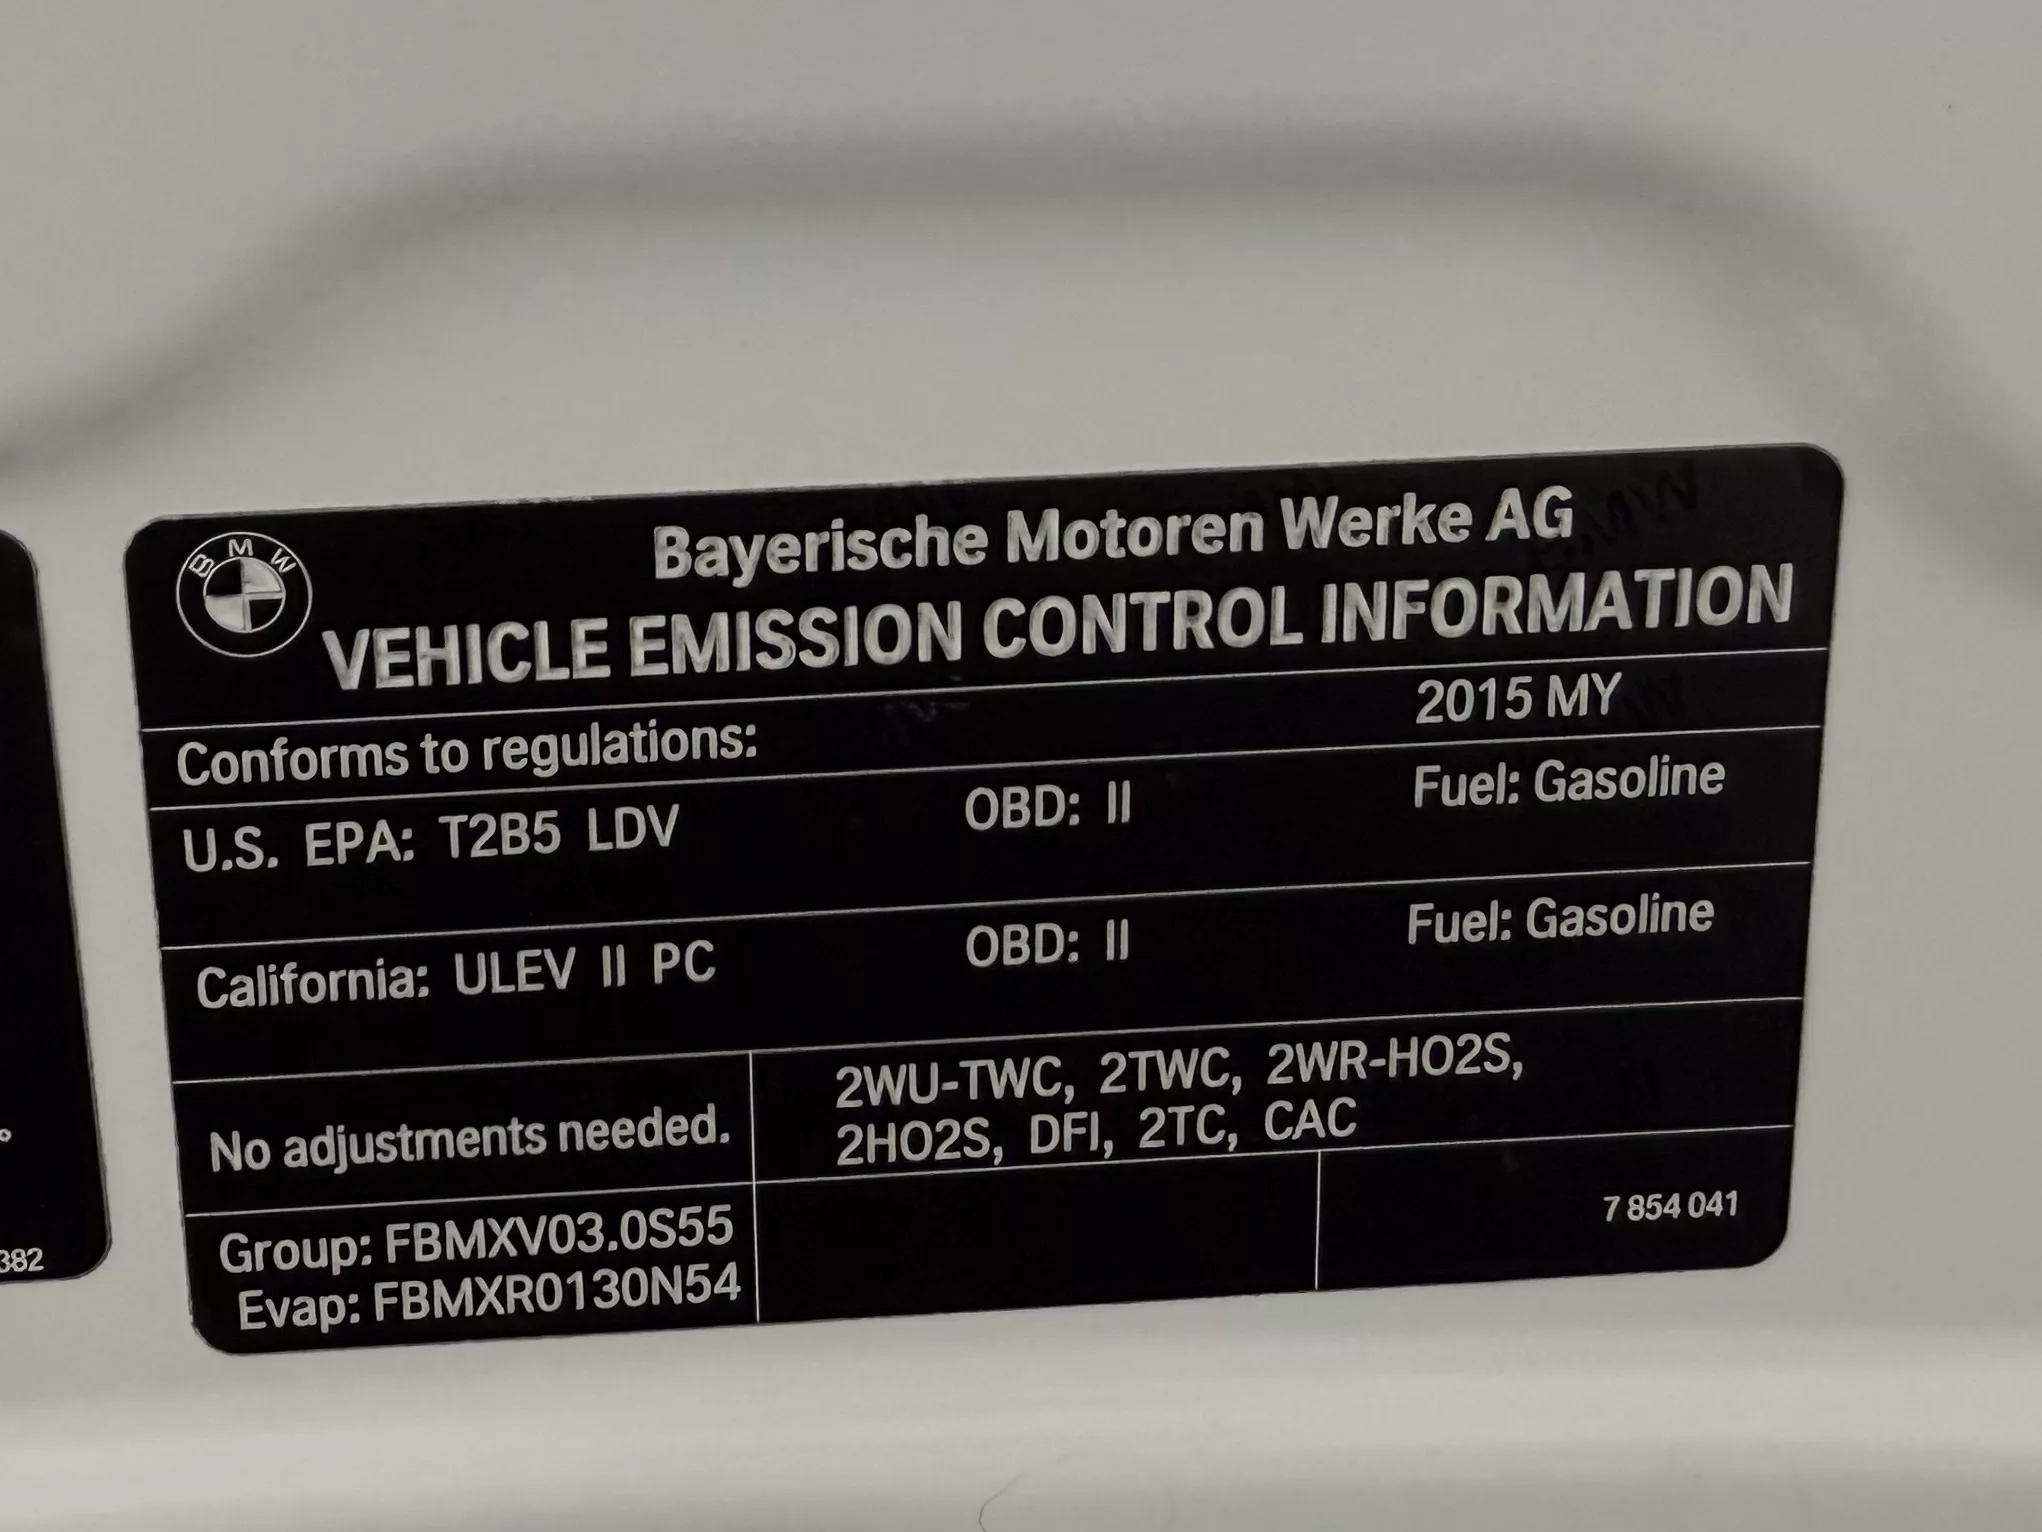 BMW
Bayerische Motoren Werke AG
VEHICLE EMISSION CONTROL INFORMATION
Conforms to regulations: 2015 MY
U.S. EPA: T2B5 LDV OBD: II Fuel: Gasoline
California: ULEV II PC OBD: II Fuel: Gasoline
No adjustments needed.
2WU-TWC, 2TWC, 2WR-HO2S,
2HO2S, DFI, 2TC, CAC
Group: FBMXV03.0S55
Evap: FBMXR0130N54
7 854 041
382